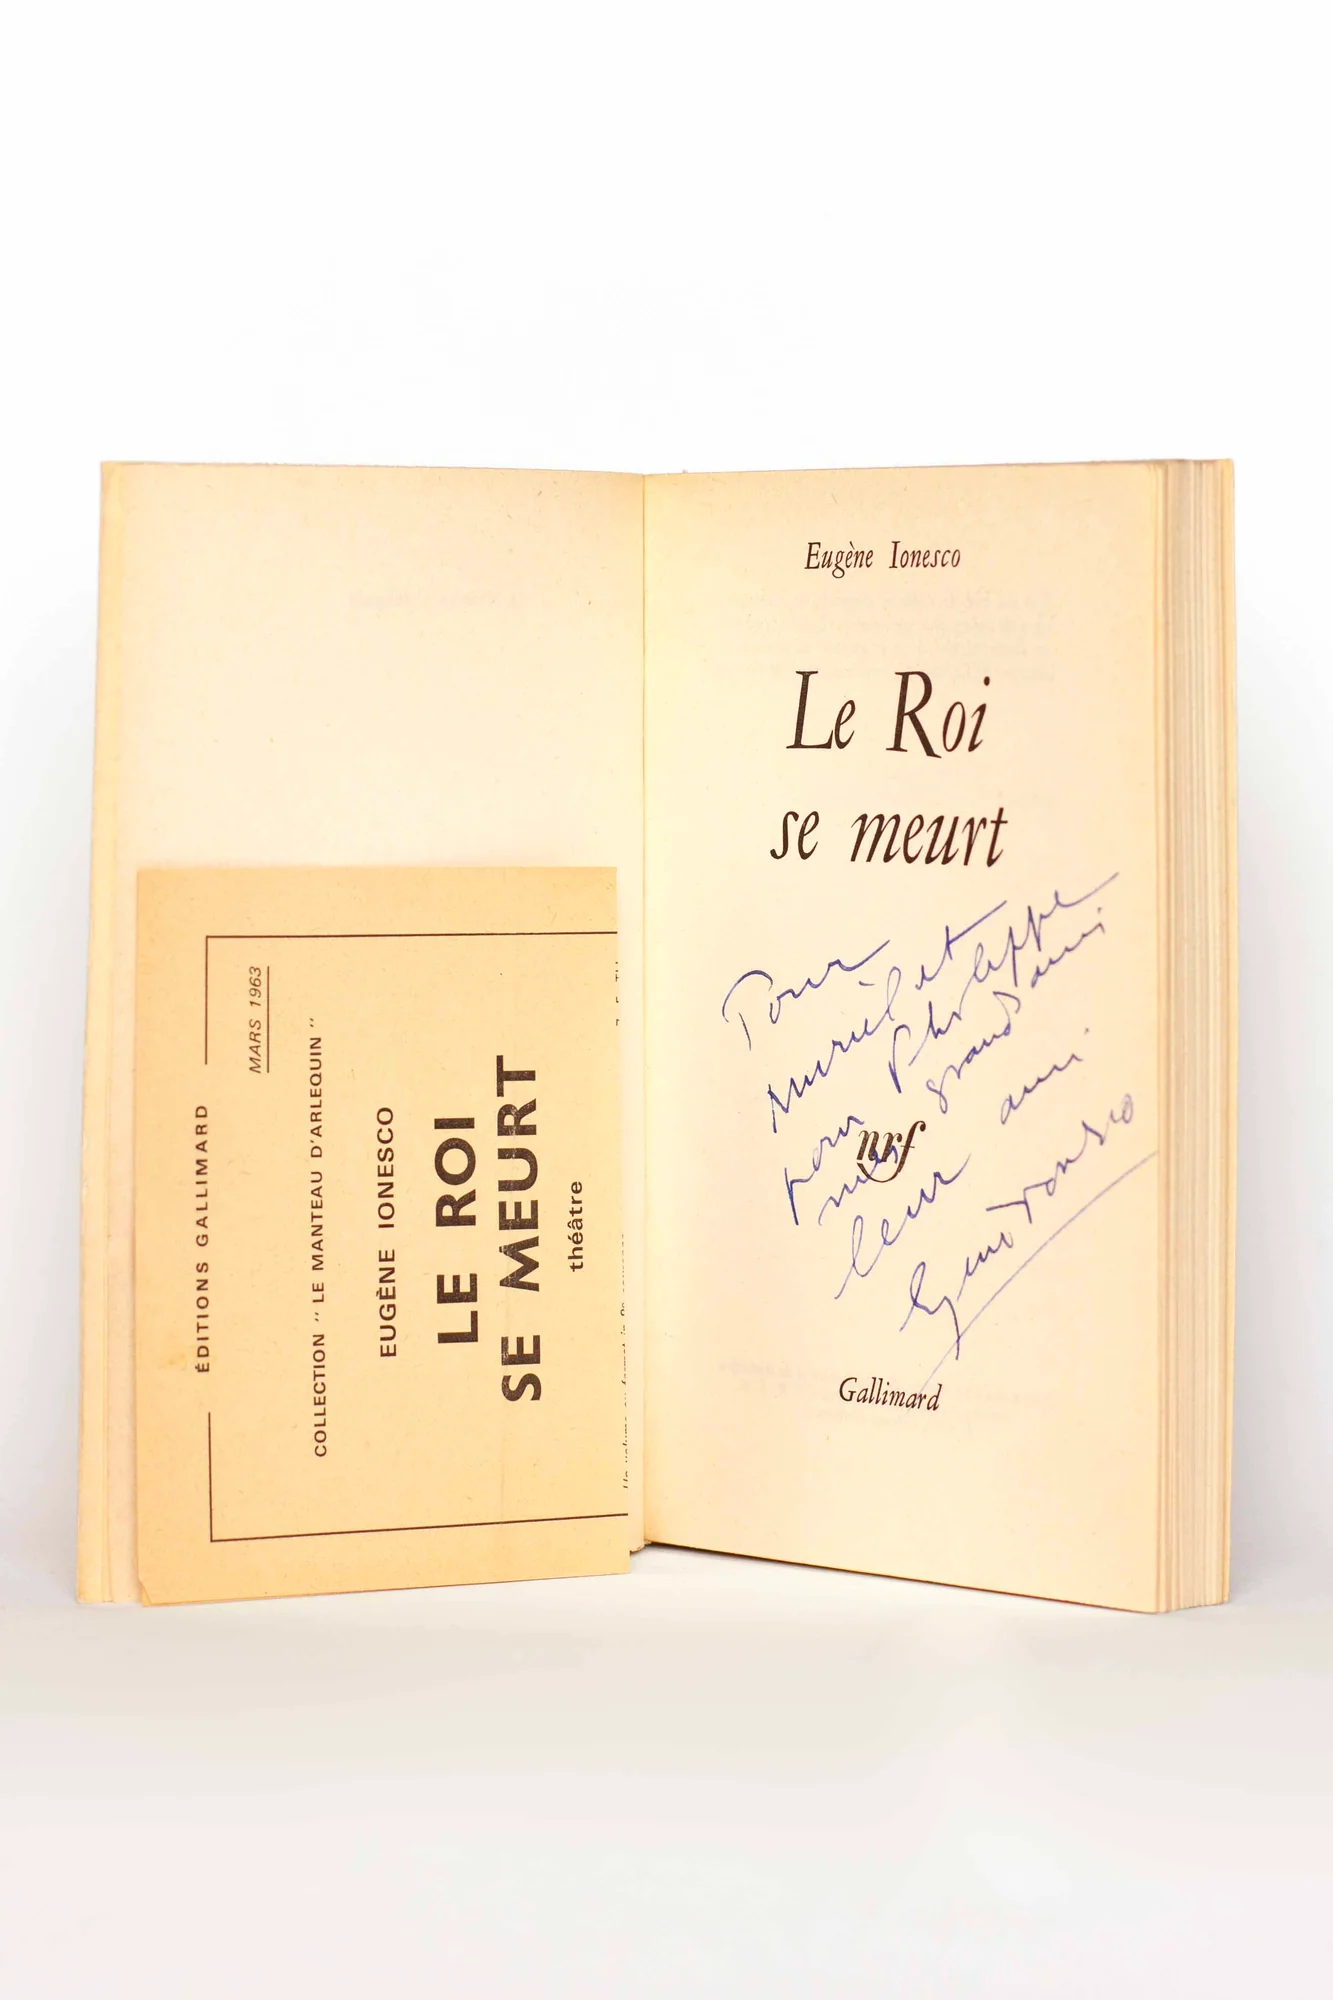 ÉDITIONS GALLIMARD
MARS 1963
COLLECTION " LE MANTEAU D'ARLEQUIN "
EUGÈNE IONESCO
LE ROI
SE MEURT
théâtre
Eugène Ionesco
Le Roi
se meurt
Pour
Muriel et
Philippe
pour
mes
grands amis
leur ami
Eugène Ionesco
nrf
Gallimard